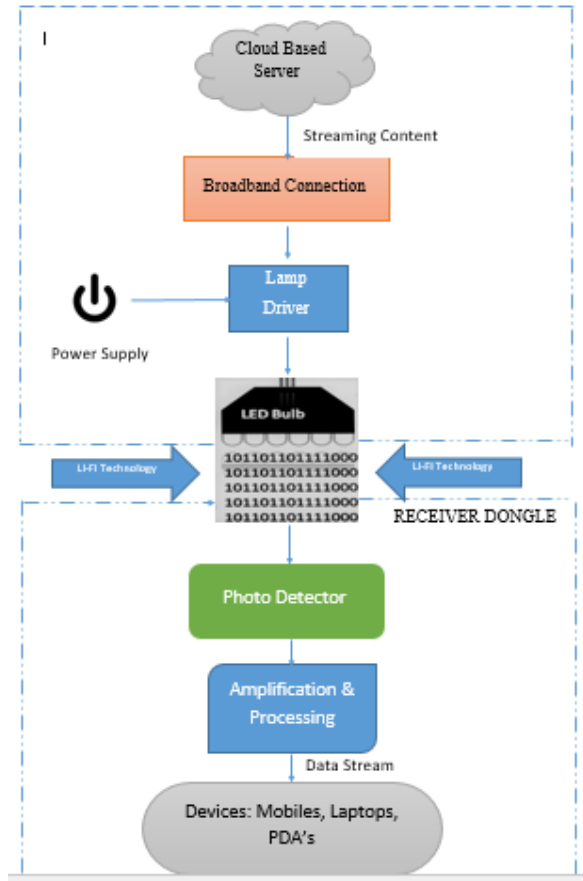 I
Cloud Based
Server
Streaming Content
Broadband Connection
Lamp
Driver
Power Supply
LED Bulb
101101101111000
101101101111000
101101101111000
101101101111000
101101101111000
LI-FI Technology
LI-FI Technology
RECEIVER DONGLE
Photo Detector
Amplification &
Processing
Data Stream
Devices: Mobiles, Laptops,
PDA's